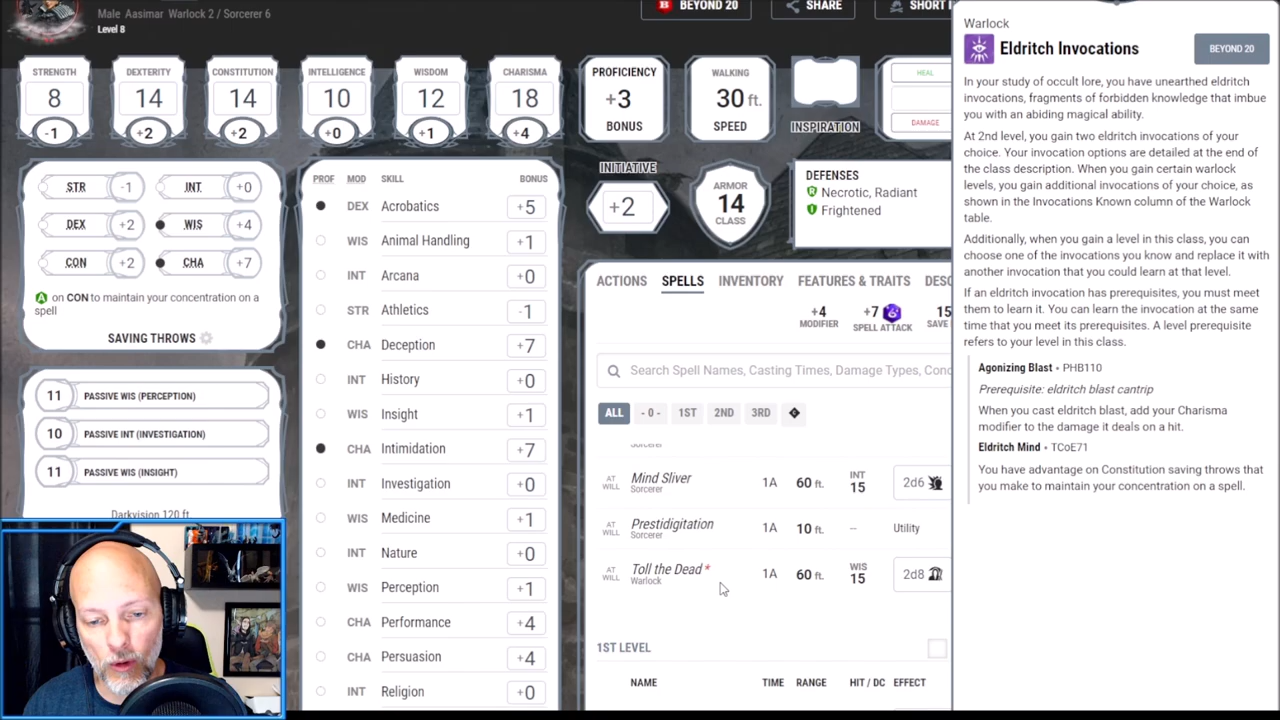 Male Aasimar Warlock 2 / Sorcerer 6
Level 8
BEYOND 20
SHARE
SHORT
STRENGTH
8
-1
DEXTERITY
14
+2
CONSTITUTION
14
+2
INTELLIGENCE
10
+0
WISDOM
12
+1
CHARISMA
18
+4
PROFICIENCY
+3
BONUS
WALKING
30 ft.
SPEED
INSPIRATION
HEAL
DAMAGE
STR -1
INT +0
DEX +2
WIS +4
CON +2
CHA +7
A on CON to maintain your concentration on a
spell
SAVING THROWS
11 PASSIVE WIS (PERCEPTION)
10 PASSIVE INT (INVESTIGATION)
11 PASSIVE WIS (INSIGHT)
Darkvision 120 ft.
PROF MOD SKILL BONUS
DEX Acrobatics +5
WIS Animal Handling +1
INT Arcana +0
STR Athletics -1
CHA Deception +7
INT History +0
WIS Insight +1
CHA Intimidation +7
INT Investigation +0
WIS Medicine +1
INT Nature +0
WIS Perception +1
CHA Performance +4
CHA Persuasion +4
INT Religion +0
INITIATIVE
+2
ARMOR
14
CLASS
DEFENSES
R Necrotic, Radiant
I Frightened
ACTIONS SPELLS INVENTORY FEATURES & TRAITS DESC
+4
MODIFIER
+7
SPELL ATTACK
15
SAVE
Search Spell Names, Casting Times, Damage Types, Conc
ALL - 0 - 1ST 2ND 3RD
Sorcerer
AT WILL Mind Sliver 1A 60 ft. INT 15 2d6
Sorcerer
AT WILL Prestidigitation 1A 10 ft. -- Utility
Sorcerer
AT WILL Toll the Dead * 1A 60 ft. WIS 15 2d8
Warlock
1ST LEVEL
NAME TIME RANGE HIT / DC EFFECT
Warlock
Eldritch Invocations
BEYOND 20
In your study of occult lore, you have unearthed eldritch
invocations, fragments of forbidden knowledge that imbue
you with an abiding magical ability.
At 2nd level, you gain two eldritch invocations of your
choice. Your invocation options are detailed at the end of
the class description. When you gain certain warlock
levels, you gain additional invocations of your choice, as
shown in the Invocations Known column of the Warlock
table.
Additionally, when you gain a level in this class, you can
choose one of the invocations you know and replace it with
another invocation that you could learn at that level.
If an eldritch invocation has prerequisites, you must meet
them to learn it. You can learn the invocation at the same
time that you meet its prerequisites. A level prerequisite
refers to your level in this class.
Agonizing Blast • PHB110
Prerequisite: eldritch blast cantrip
When you cast eldritch blast, add your Charisma
modifier to the damage it deals on a hit.
Eldritch Mind • TCoE71
You have advantage on Constitution saving throws that
you make to maintain your concentration on a spell.